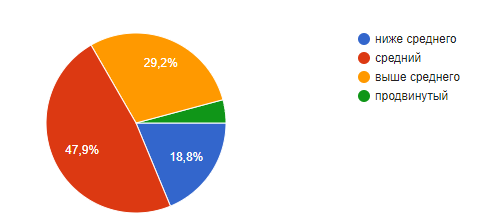 29,2%
47,9%
18,8%
ниже среднего
средний
выше среднего
продвинутый